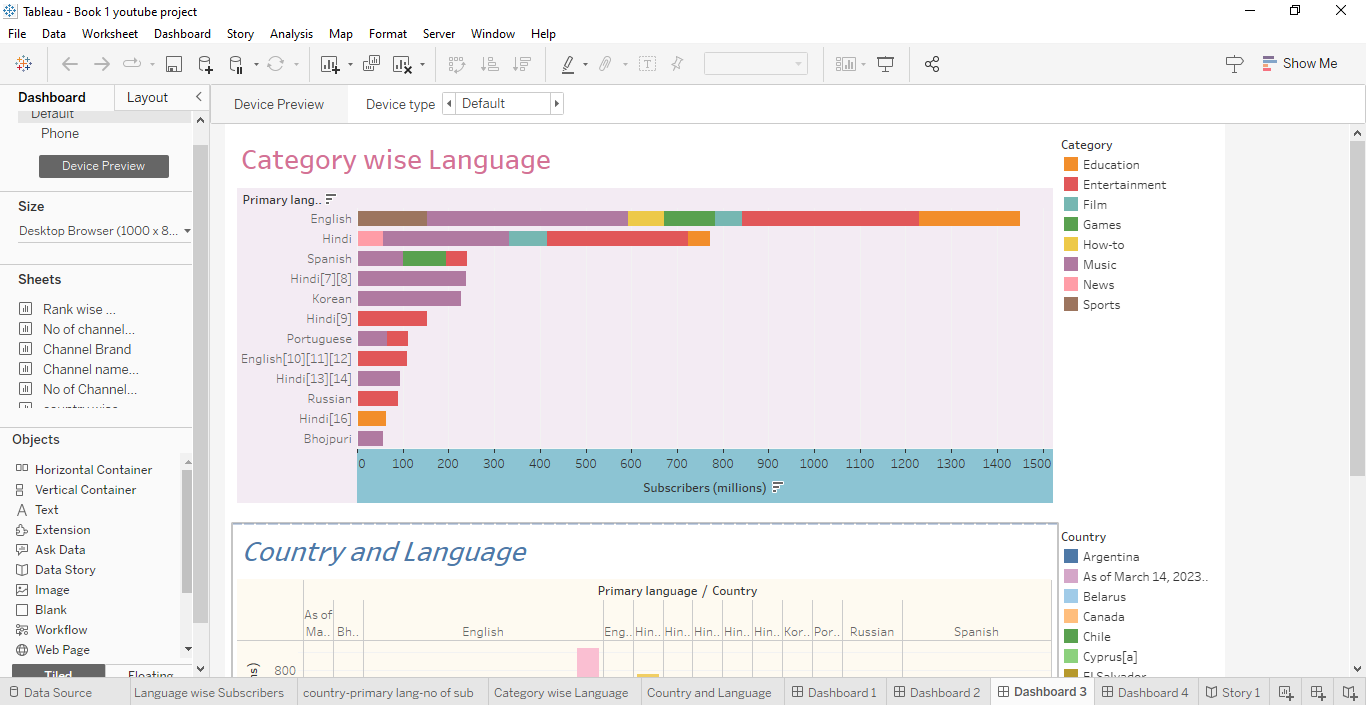 Tableau - Book 1 youtube project
File Data Worksheet Dashboard Story Analysis Map Format Server Window Help
Show Me
Dashboard Layout
Default
Phone
Device Preview
Size
Desktop Browser (1000 x 8...
Sheets
Rank wise ...
No of channel...
Channel Brand
Channel name...
No of Channel...
country wise
Objects
Horizontal Container
Vertical Container
Text
Extension
Ask Data
Data Story
Image
Blank
Workflow
Web Page
Tiled Floating
Device Preview Device type Default
Category wise Language
Primary lang..
English
Hindi
Spanish
Hindi[7][8]
Korean
Hindi[9]
Portuguese
English[10][11][12]
Hindi[13][14]
Russian
Hindi[16]
Bhojpuri
0 100 200 300 400 500 600 700 800 900 1000 1100 1200 1300 1400 1500
Subscribers (millions)
Category
Education
Entertainment
Film
Games
How-to
Music
News
Sports
Country and Language
Primary language / Country
As of
Ma.. Bh.. English Eng.. Hin.. Hin.. Hin.. Hin.. Hin.. Kor.. Por.. Russian Spanish
800
Country
Argentina
As of March 14, 2023..
Belarus
Canada
Chile
Cyprus[a]
El Salvador
Data Source Language wise Subscribers country-primary lang-no of sub Category wise Language Country and Language Dashboard 1 Dashboard 2 Dashboard 3 Dashboard 4 Story 1